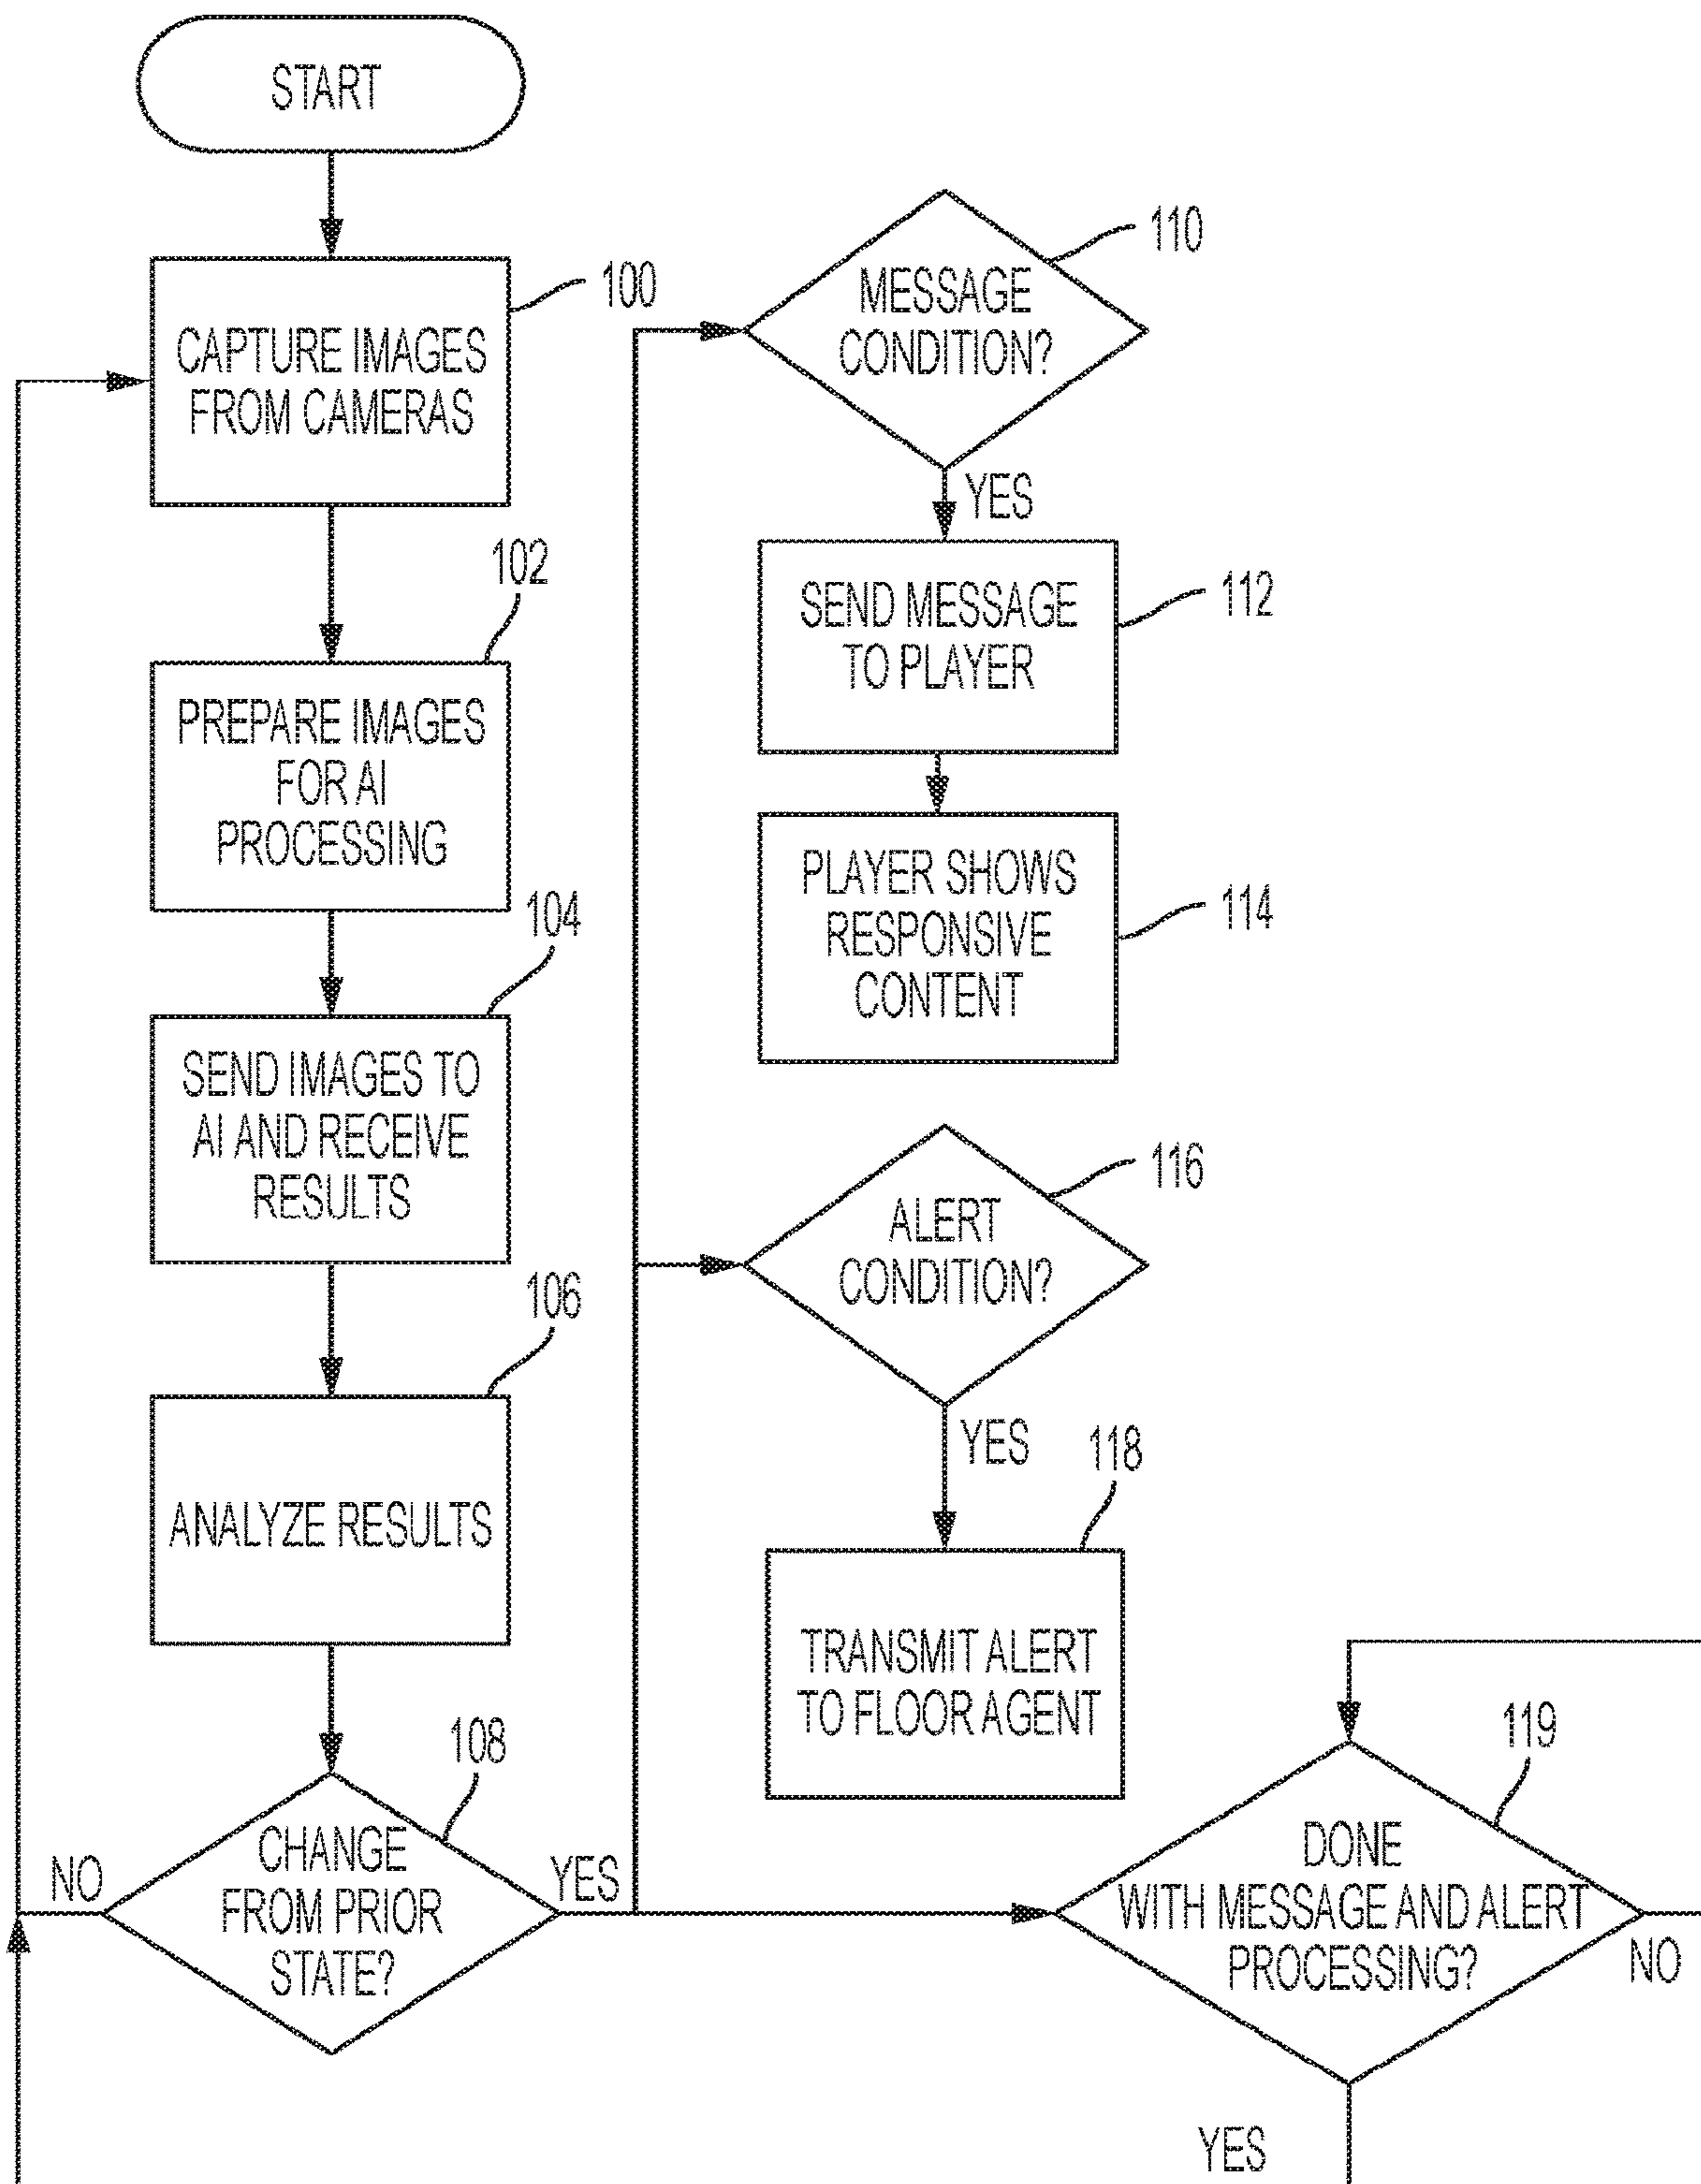 START
100
CAPTURE IMAGES
FROM CAMERAS
102
PREPARE IMAGES
FOR AI
PROCESSING
104
SEND IMAGES TO
AI AND RECEIVE
RESULTS
106
ANALYZE RESULTS
108
CHANGE
FROM PRIOR
STATE?
NO
YES
110
MESSAGE
CONDITION?
YES
112
SEND MESSAGE
TO PLAYER
114
PLAYER SHOWS
RESPONSIVE
CONTENT
116
ALERT
CONDITION?
YES
118
TRANSMIT ALERT
TO FLOOR AGENT
119
DONE
WITH MESSAGE AND ALERT
PROCESSING?
NO
YES